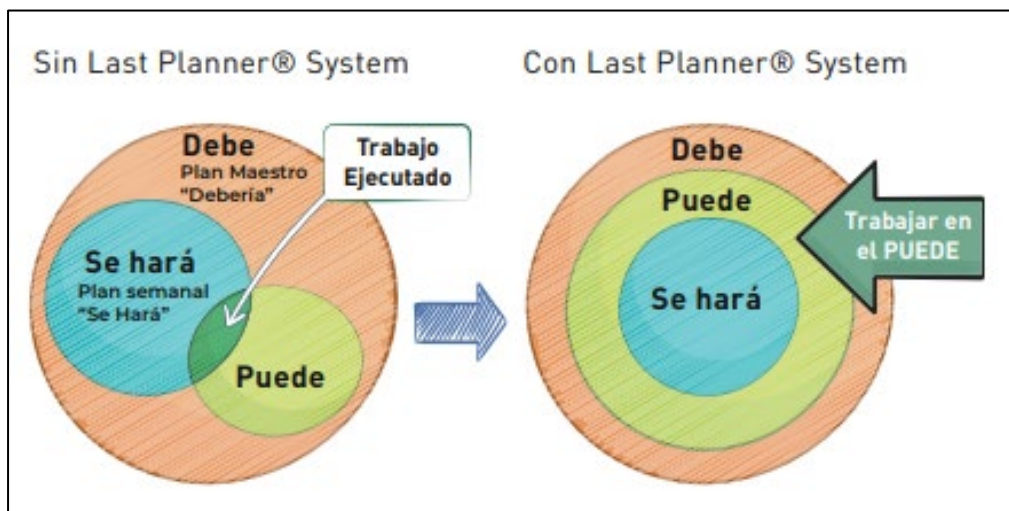 Sin Last Planner® System
Debe
Plan Maestro
“Debería”
Trabajo
Ejecutado
Se hará
Plan semanal
“Se Hará”
Puede
Con Last Planner® System
Debe
Puede
Se hará
Trabajar en
el PUEDE